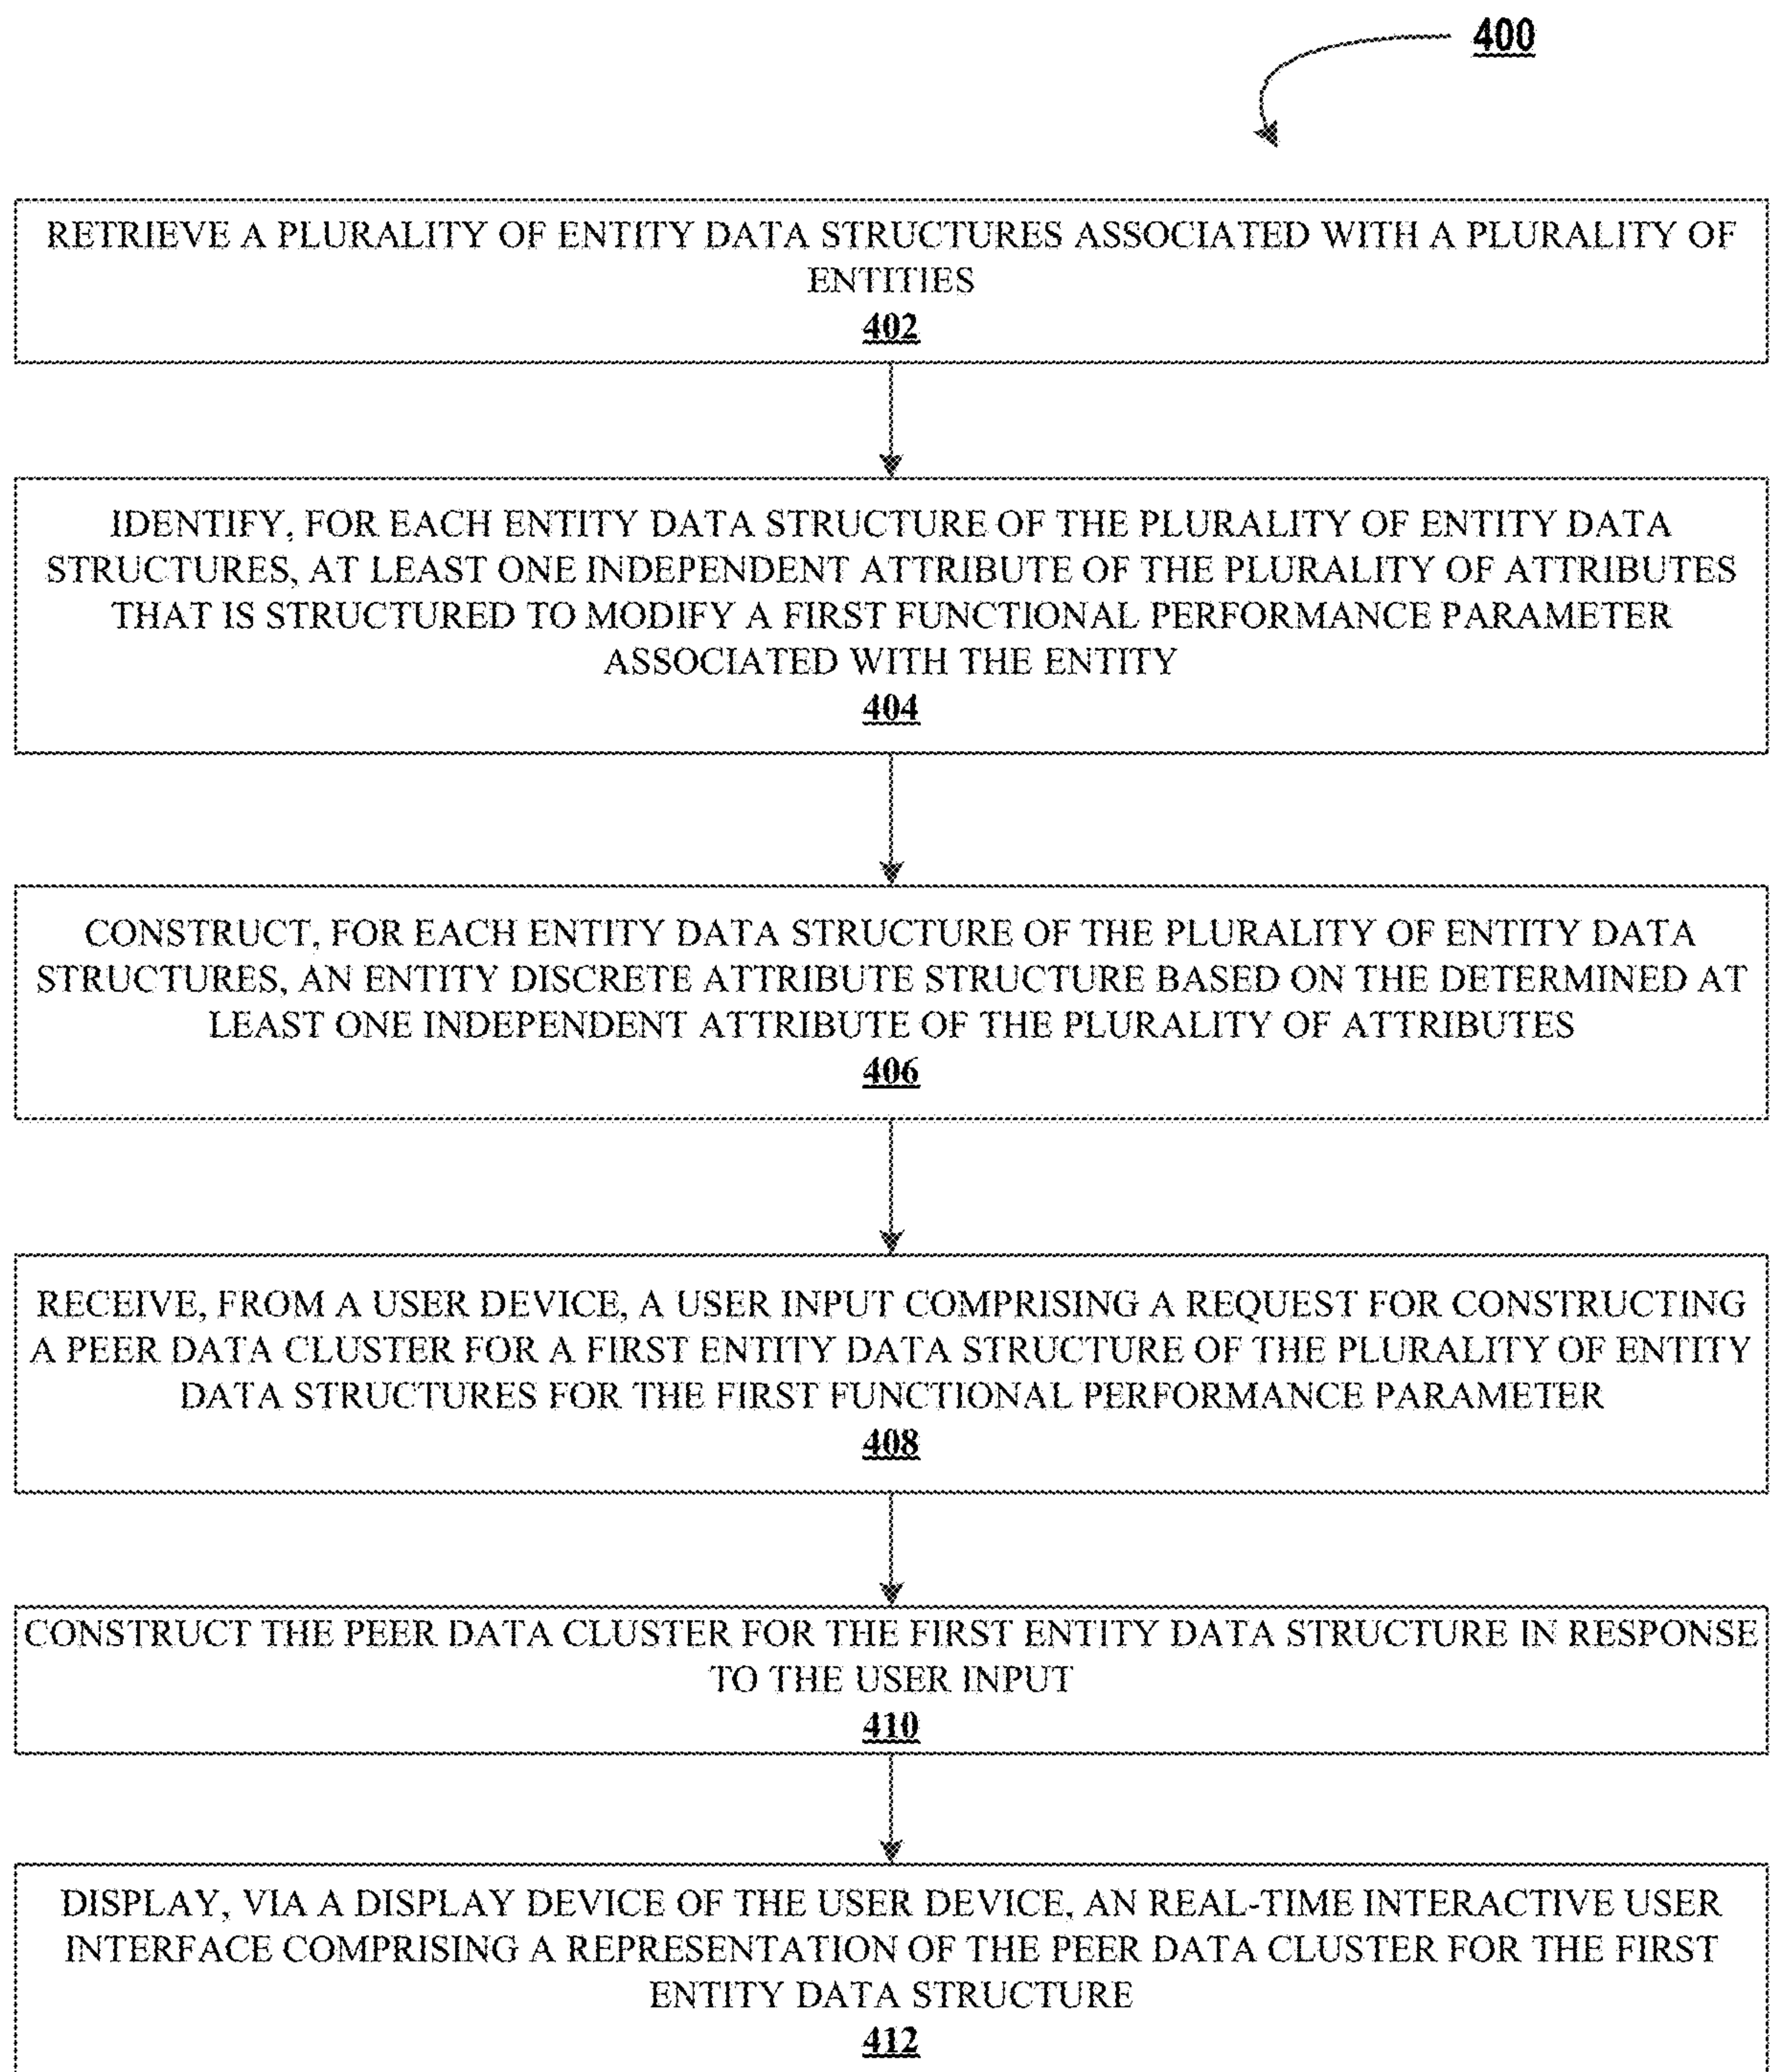 400
RETRIEVE A PLURALITY OF ENTITY DATA STRUCTURES ASSOCIATED WITH A PLURALITY OF
ENTITIES
402
IDENTIFY, FOR EACH ENTITY DATA STRUCTURE OF THE PLURALITY OF ENTITY DATA
STRUCTURES, AT LEAST ONE INDEPENDENT ATTRIBUTE OF THE PLURALITY OF ATTRIBUTES
THAT IS STRUCTURED TO MODIFY A FIRST FUNCTIONAL PERFORMANCE PARAMETER
ASSOCIATED WITH THE ENTITY
404
CONSTRUCT, FOR EACH ENTITY DATA STRUCTURE OF THE PLURALITY OF ENTITY DATA
STRUCTURES, AN ENTITY DISCRETE ATTRIBUTE STRUCTURE BASED ON THE DETERMINED AT
LEAST ONE INDEPENDENT ATTRIBUTE OF THE PLURALITY OF ATTRIBUTES
406
RECEIVE, FROM A USER DEVICE, A USER INPUT COMPRISING A REQUEST FOR CONSTRUCTING
A PEER DATA CLUSTER FOR A FIRST ENTITY DATA STRUCTURE OF THE PLURALITY OF ENTITY
DATA STRUCTURES FOR THE FIRST FUNCTIONAL PERFORMANCE PARAMETER
408
CONSTRUCT THE PEER DATA CLUSTER FOR THE FIRST ENTITY DATA STRUCTURE IN RESPONSE
TO THE USER INPUT
410
DISPLAY, VIA A DISPLAY DEVICE OF THE USER DEVICE, AN REAL-TIME INTERACTIVE USER
INTERFACE COMPRISING A REPRESENTATION OF THE PEER DATA CLUSTER FOR THE FIRST
ENTITY DATA STRUCTURE
412